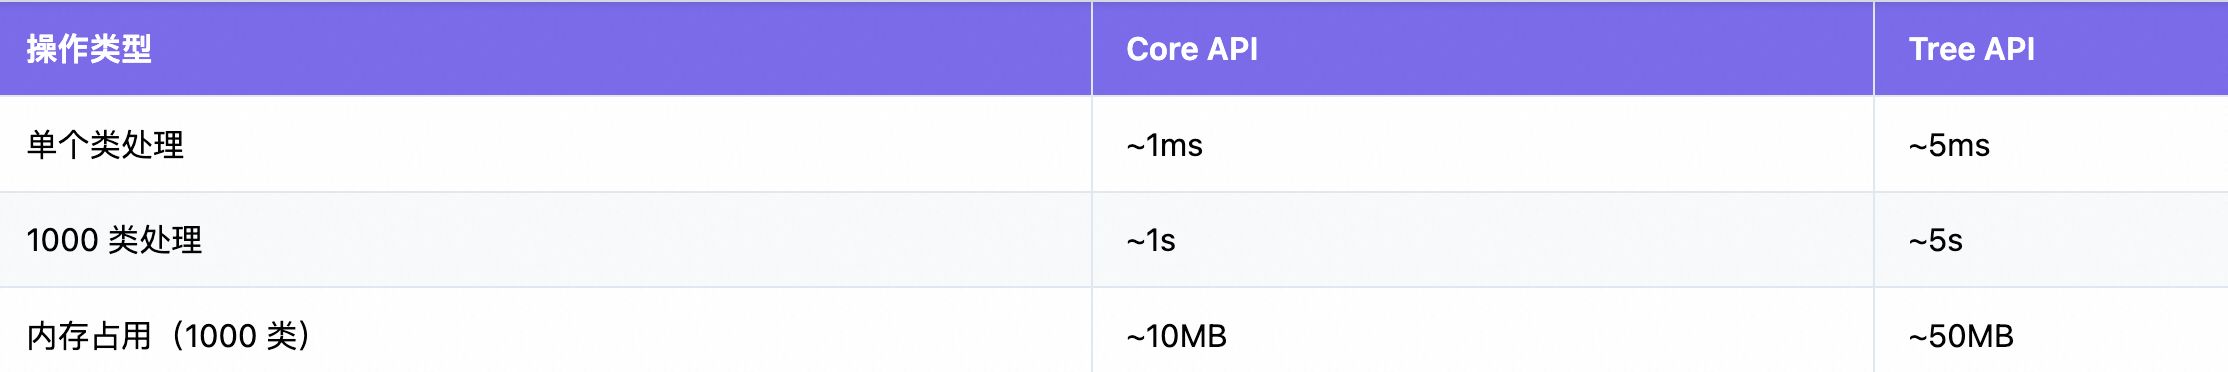 操作类型 Core API Tree API
单个类处理 ~1ms ~5ms
1000 类处理 ~1s ~5s
内存占用（1000 类） ~10MB ~50MB